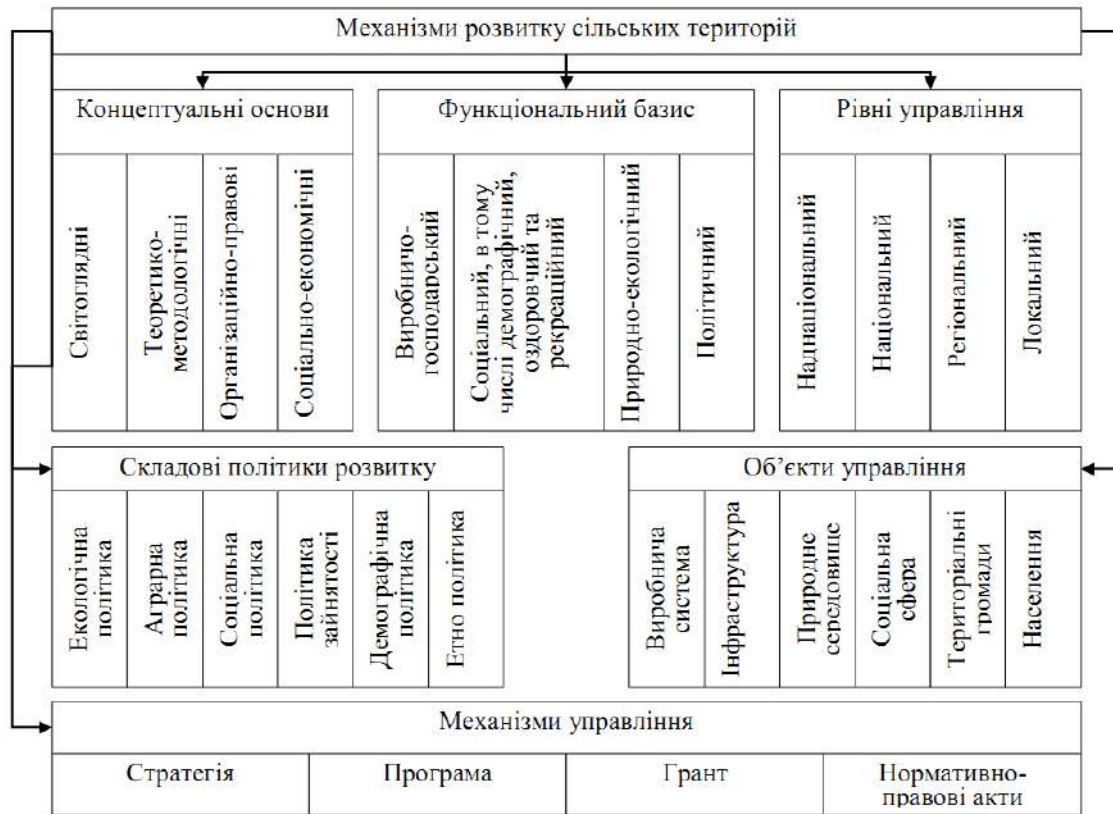 Механізми розвитку сільських територій
Концептуальні основи
Світоглядні
Теоретико-
методологічні
Організаційно-правові
Соціально-економічні
Функціональний базис
Виробничо-
господарський
Соціальний, в тому
числі демографічний,
оздоровчий та
рекреаційний
Природно-екологічний
Політичний
Рівні управління
Наднаціональний
Національний
Регіональний
Локальний
Складові політики розвитку
Екологічна
політика
Аграрна
політика
Соціальна
політика
Політика
зайнятості
Демографічна
політика
Етно політика
Об’єкти управління
Виробнича
система
Інфраструктура
Природне
середовище
Соціальна
сфера
Територіальні
громади
Населення
Механізми управління
Стратегія
Програма
Грант
Нормативно-
правові акти